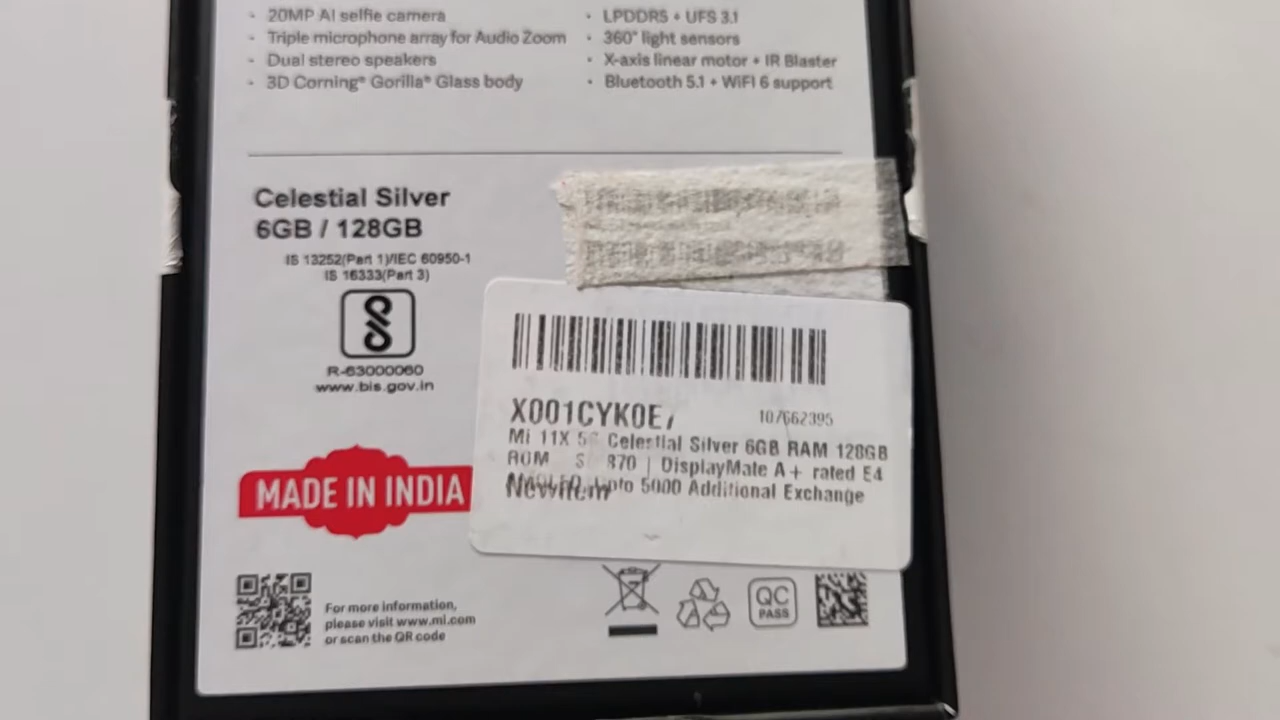 • 20MP AI selfie camera
• Triple microphone array for Audio Zoom
• Dual stereo speakers
• 3D Corning® Gorilla® Glass body
• LPDDR5 + UFS 3.1
• 360° light sensors
• X-axis linear motor + IR Blaster
• Bluetooth 5.1 + WiFi 6 support
Celestial Silver
6GB / 128GB
IS 13252(Part 1)/IEC 60950-1
IS 16333(Part 3)
R-63000060
www.bis.gov.in
MADE IN INDIA
X001CYK0E7
107662395
Mi 11X 5G Celestial Silver 6GB RAM 128GB
ROM 870 | DisplayMate A+ rated E4
Upto 5000 Additional Exchange
NewItem
For more information,
please visit www.mi.com
or scan the QR code
QC
PASS